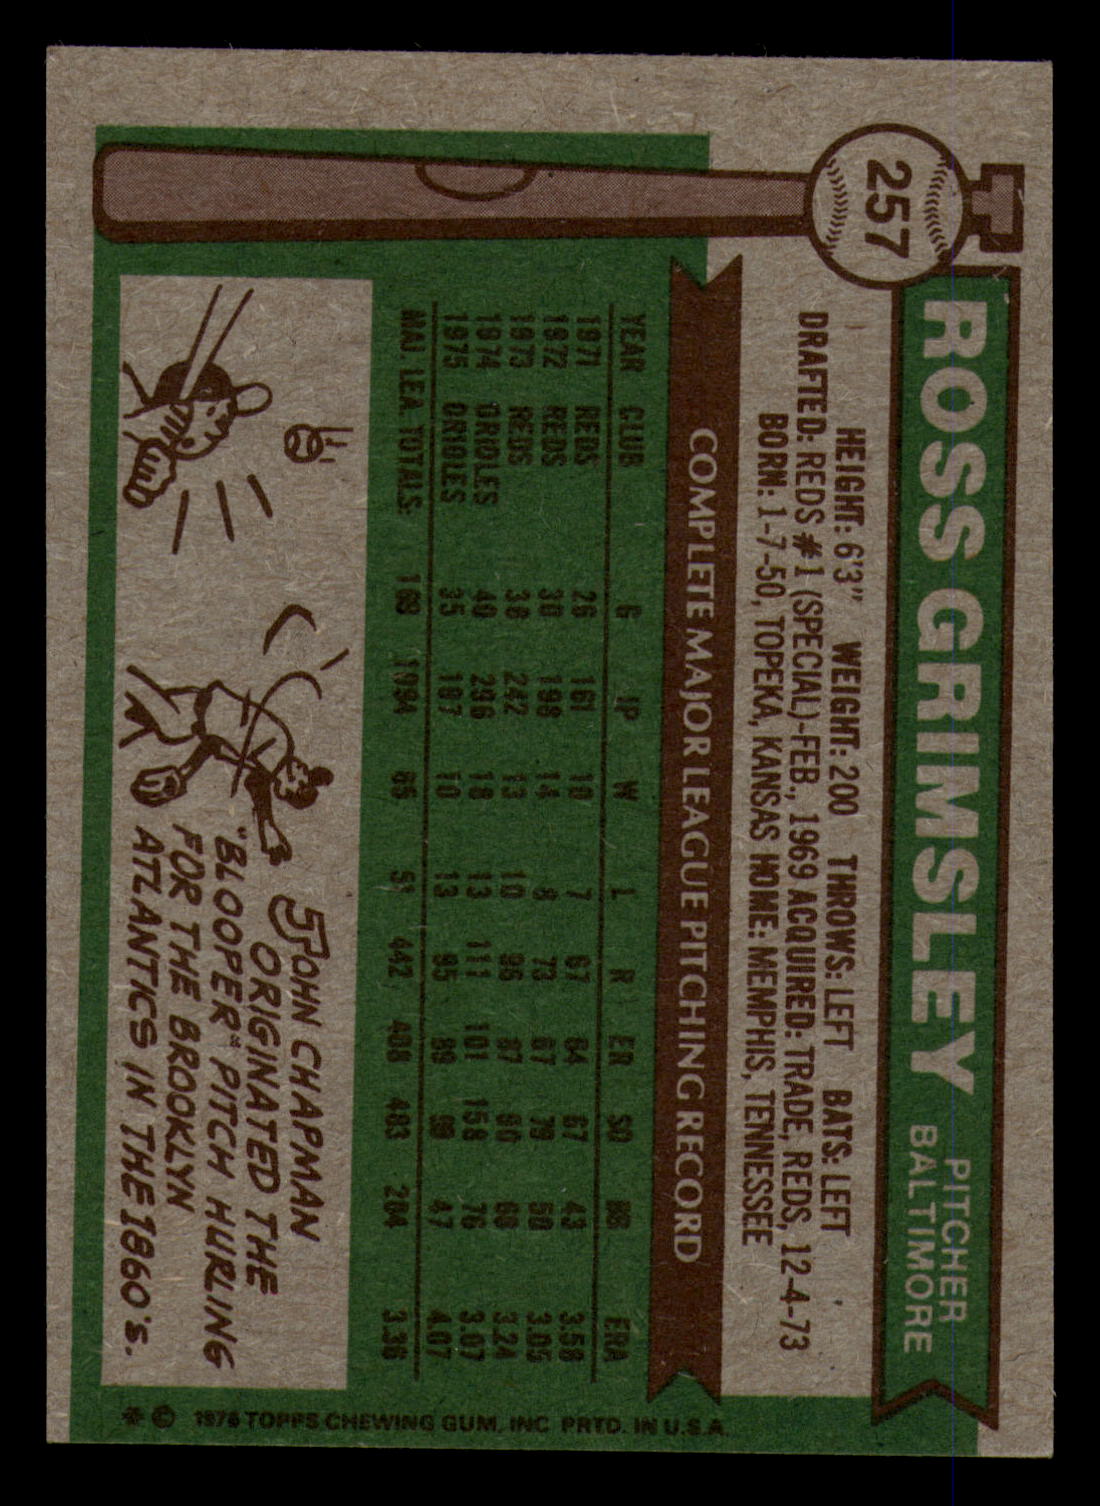 257
ROSS GRIMSLEY
PITCHER
BALTIMORE
HEIGHT: 6'3" WEIGHT: 200 THROWS: LEFT BATS: LEFT
DRAFTED: REDS #1 (SPECIAL)-FEB., 1969 ACQUIRED: TRADE, REDS, 12-4-73
BORN: 1-7-50, TOPEKA, KANSAS HOME: MEMPHIS, TENNESSEE
COMPLETE MAJOR LEAGUE PITCHING RECORD
YEAR CLUB G IP W L R ER SO BB ERA
1971 REDS 26 161 10 7 67 64 67 43 3.58
1972 REDS 30 198 14 8 73 67 79 50 3.05
1973 REDS 38 242 13 10 96 87 90 68 3.24
1974 ORIOLES 40 296 18 13 111 101 158 76 3.07
1975 ORIOLES 35 197 10 13 95 89 89 47 4.07
MAJ. LEA. TOTALS 169 1094 65 51 442 408 483 284 3.36
JOHN CHAPMAN
ORIGINATED THE
"BLOOPER" PITCH HURLING
FOR THE BROOKLYN
ATLANTICS IN THE 1860's.
* © 1976 TOPPS CHEWING GUM, INC PRTD. IN U.S.A.